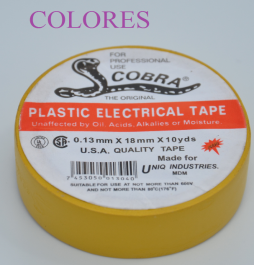 COLORES
FOR
PROFESSIONAL
USE
COBRA®
THE ORIGINAL
PLASTIC ELECTRICAL TAPE
Unaffected by Oil, Acids, Alkalies or Moisture.
0.13mm X 18mm X 10yds
U.S.A. QUALITY TAPE
Made for
UNIQ INDUSTRIES.
MDM
SUITABLE FOR USE AT NOT MORE THAN 600V
AND NOT MORE THAN 80°C(176°F)